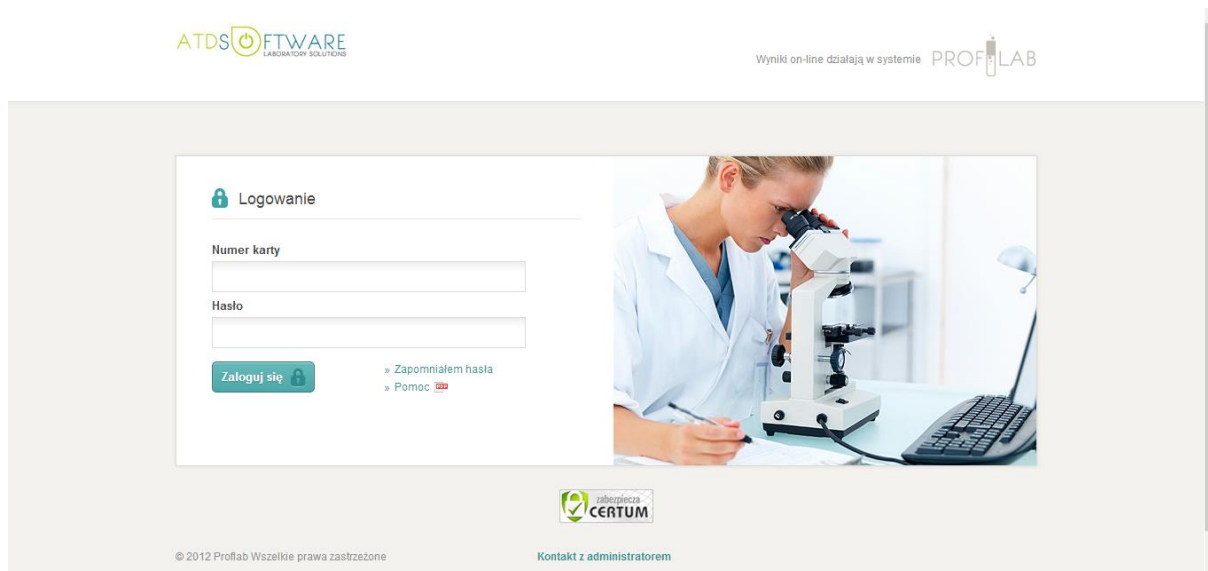 ATDSOFTWARE
LABORATORY SOLUTIONS
Wyniki on-line działają w systemie PROFILAB
Logowanie
Numer karty
Hasło
Zaloguj się
» Zapomniałem hasła
» Pomoc PDF
zabezpiecza
CERTUM
© 2012 Proflab Wszelkie prawa zastrzeżone
Kontakt z administratorem